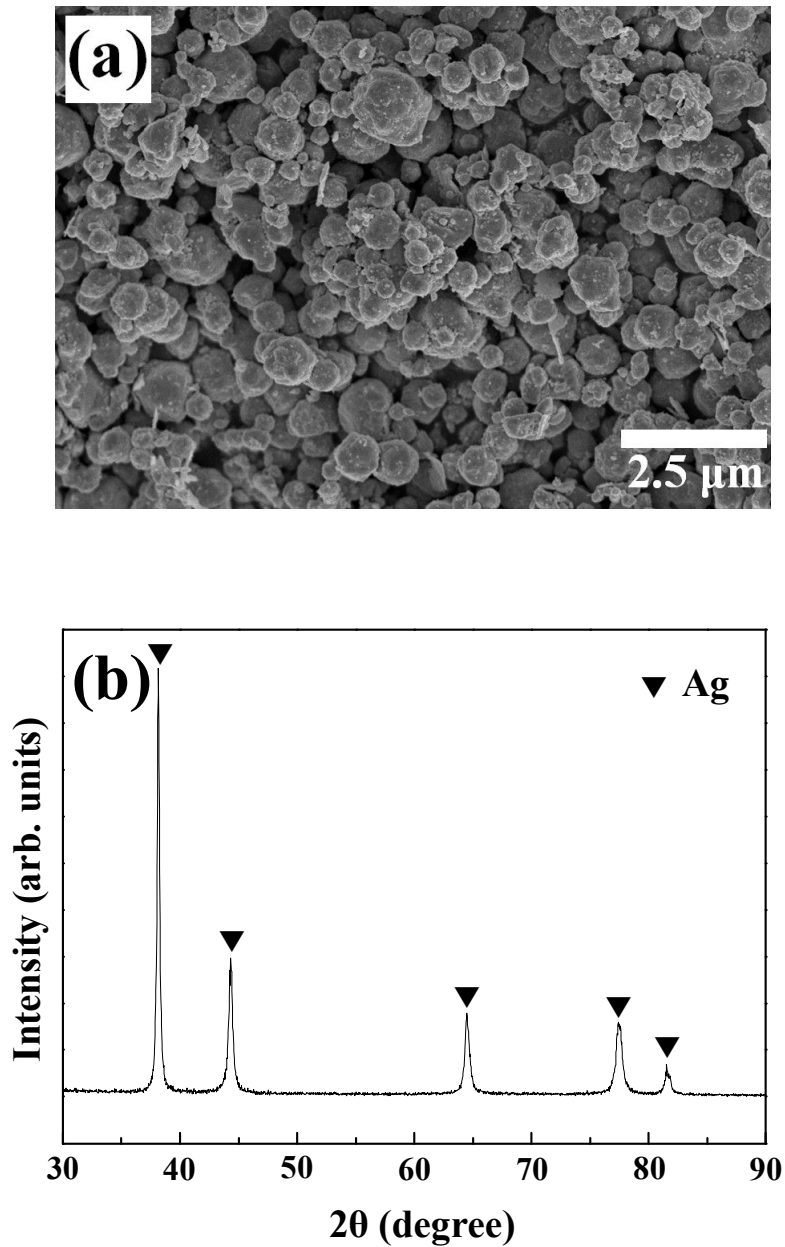 (a)
2.5 μm
(b)
▼ Ag
Intensity (arb. units)
30 40 50 60 70 80 90
2θ (degree)